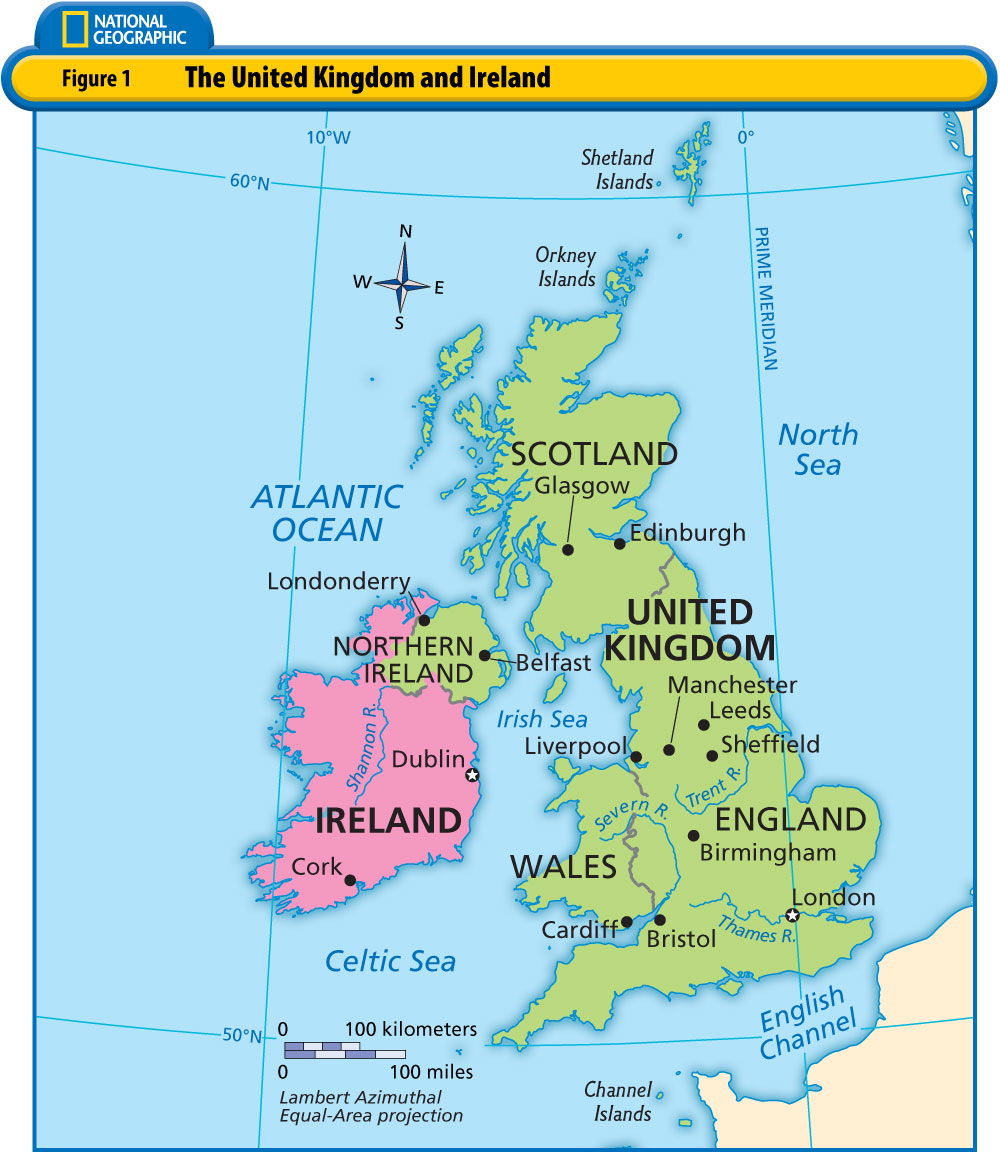 NATIONAL
GEOGRAPHIC
Figure 1 The United Kingdom and Ireland
10°W
0°
60°N
Shetland
Islands
PRIME MERIDIAN
N
W E
S
Orkney
Islands
North
Sea
SCOTLAND
Glasgow
ATLANTIC
OCEAN
Edinburgh
Londonderry
UNITED
KINGDOM
NORTHERN
IRELAND
Belfast
Manchester
Leeds
Irish Sea
Shannon R.
Liverpool
Sheffield
Dublin
Trent R.
Severn R.
IRELAND
ENGLAND
Birmingham
WALES
Cork
London
Cardiff
Bristol
Thames R.
Celtic Sea
English
Channel
50°N
0 100 kilometers
0 100 miles
Lambert Azimuthal
Equal-Area projection
Channel
Islands